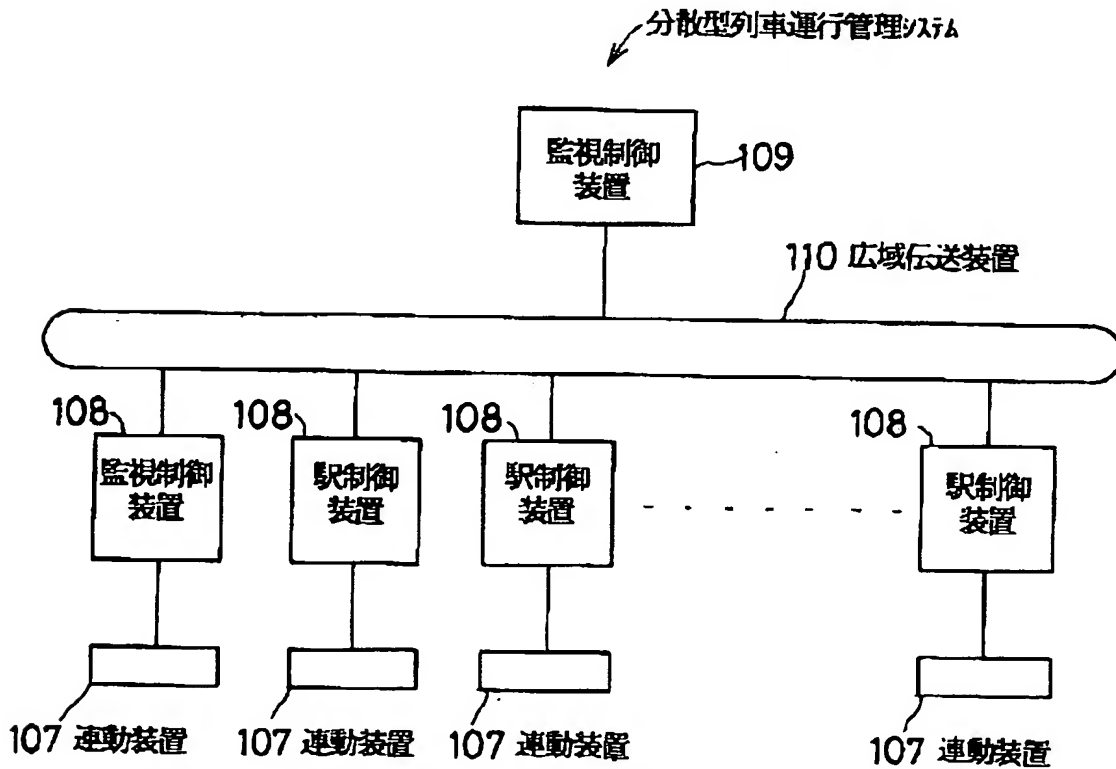 分散型列車運行管理システム
監視制御
装置
109
110 広域伝送装置
108
監視制御
装置
108
駅制御
装置
108
駅制御
装置
108
駅制御
装置
107 連動装置
107 連動装置
107 連動装置
107 連動装置